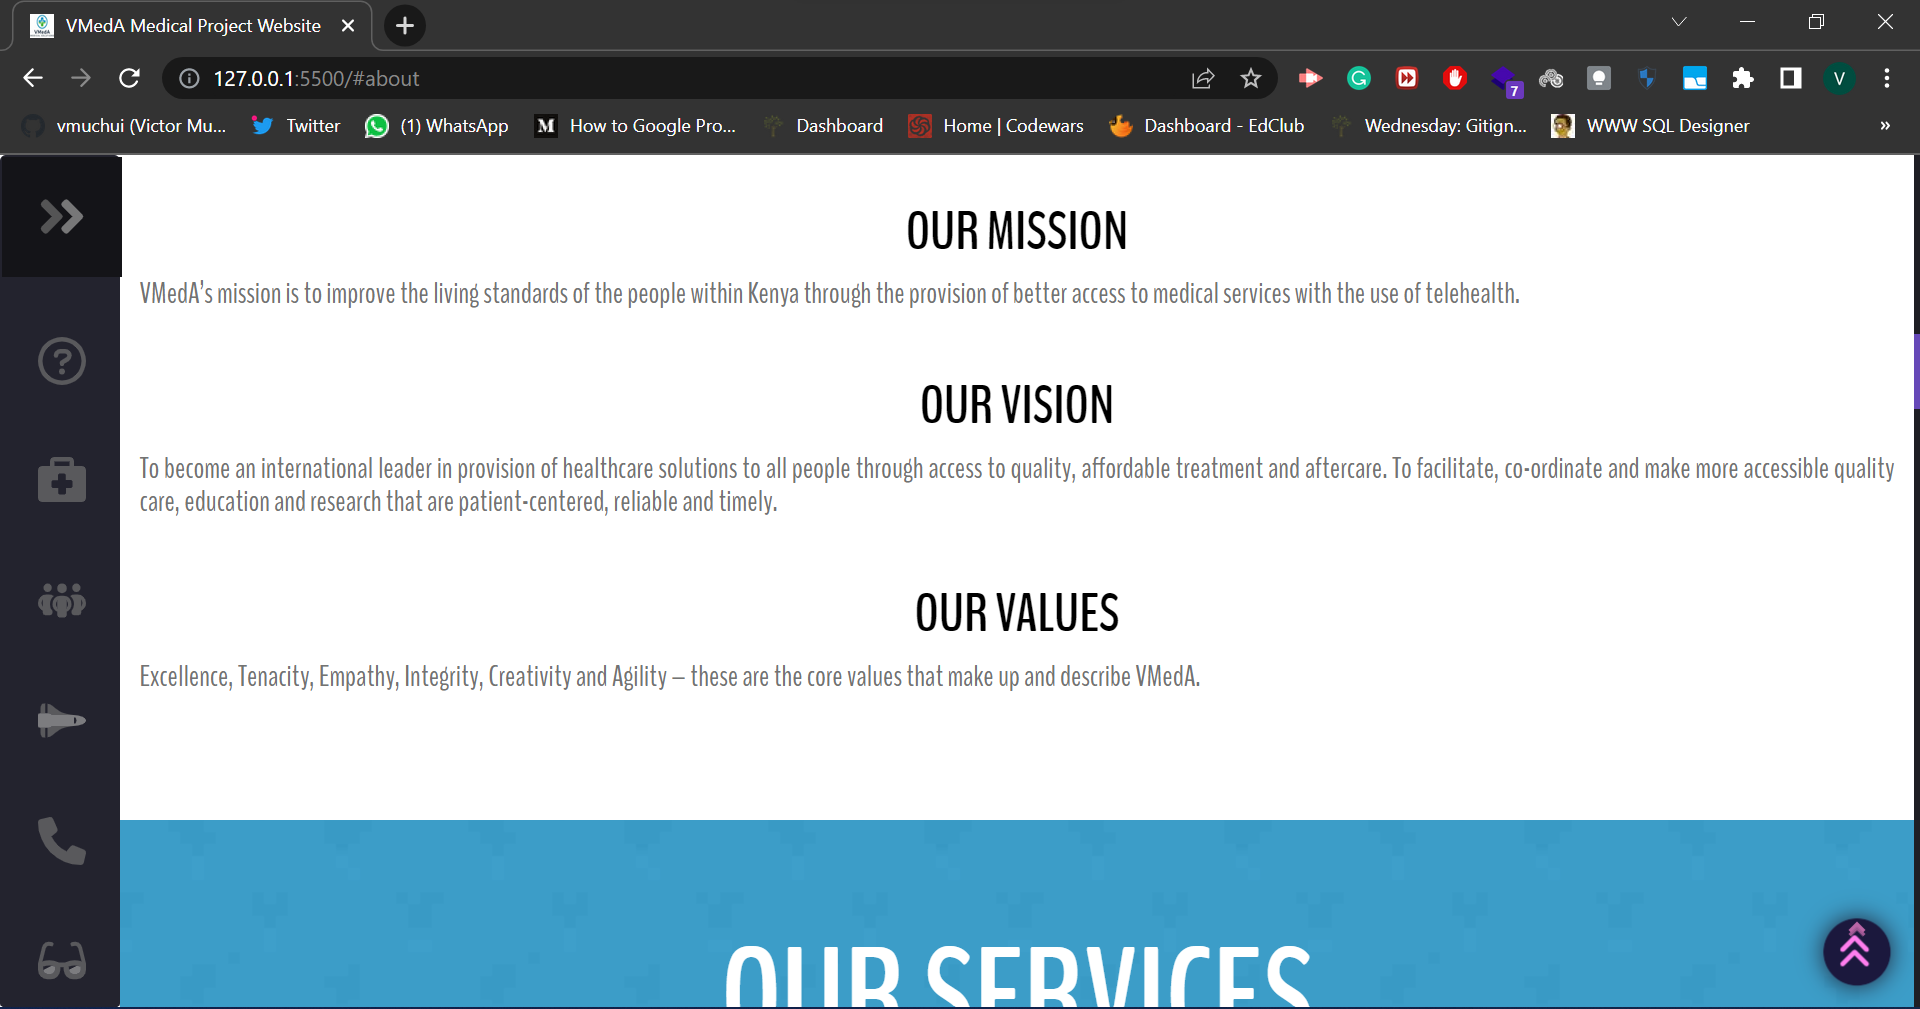 VMedA Medical Project Website
127.0.0.1:5500/#about
7
V
vmuchui (Victor Mu...
Twitter
(1) WhatsApp
How to Google Pro...
Dashboard
Home | Codewars
Dashboard - EdClub
Wednesday: Gitign...
WWW SQL Designer
»
OUR MISSION
VMedA’s mission is to improve the living standards of the people within Kenya through the provision of better access to medical services with the use of telehealth.
OUR VISION
To become an international leader in provision of healthcare solutions to all people through access to quality, affordable treatment and aftercare. To facilitate, co-ordinate and make more accessible quality
care, education and research that are patient-centered, reliable and timely.
OUR VALUES
Excellence, Tenacity, Empathy, Integrity, Creativity and Agility – these are the core values that make up and describe VMedA.
OUR SERVICES